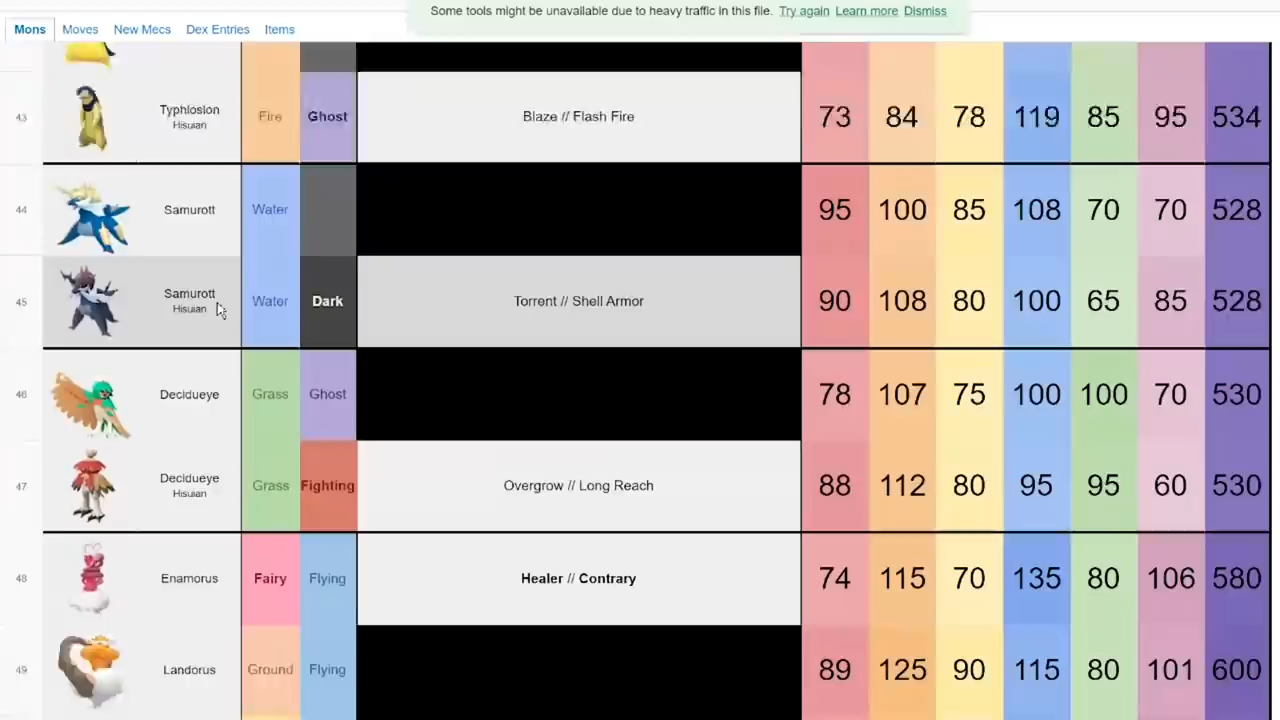 Some tools might be unavailable due to heavy traffic in this file. Try again Learn more Dismiss
Mons Moves New Mecs Dex Entries Items
43 Typhlosion Hisuian Fire Ghost Blaze // Flash Fire 73 84 78 119 85 95 534
44 Samurott Water 95 100 85 108 70 70 528
45 Samurott Hisuian Water Dark Torrent // Shell Armor 90 108 80 100 65 85 528
46 Decidueye Grass Ghost 78 107 75 100 100 70 530
47 Decidueye Hisuian Grass Fighting Overgrow // Long Reach 88 112 80 95 95 60 530
48 Enamorus Fairy Flying Healer // Contrary 74 115 70 135 80 106 580
49 Landorus Ground Flying 89 125 90 115 80 101 600